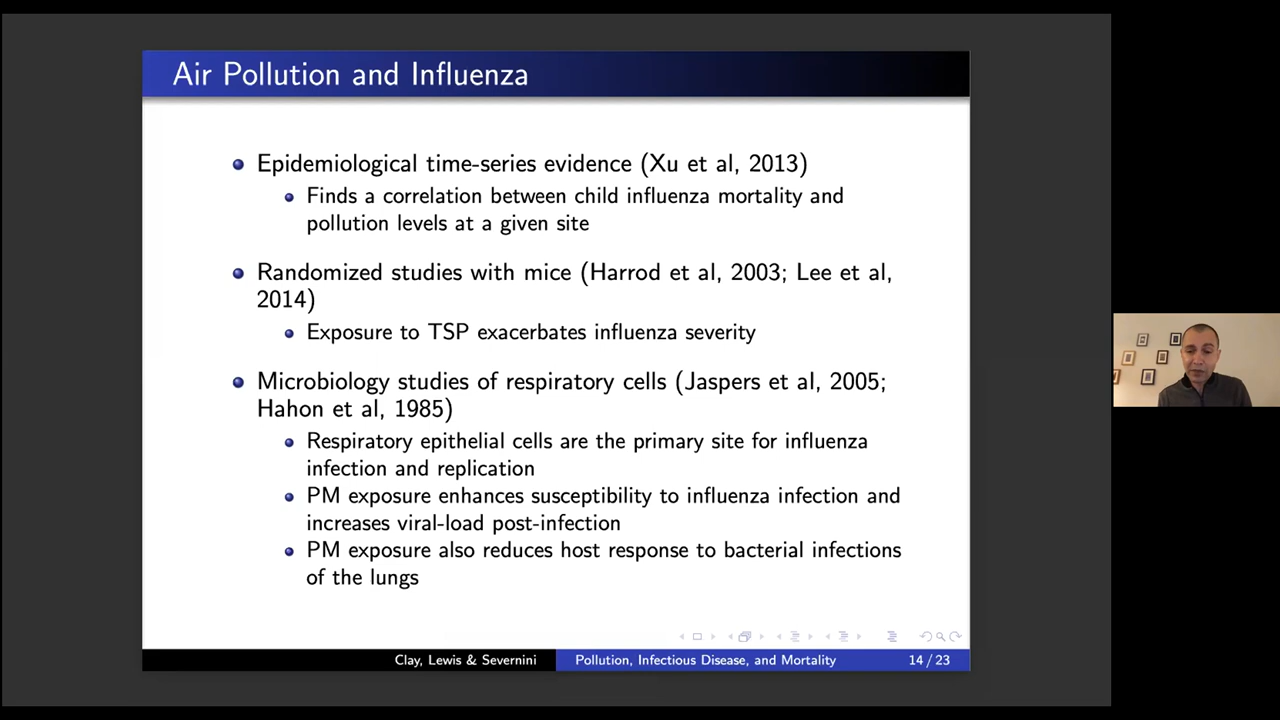 Air Pollution and Influenza
Epidemiological time-series evidence (Xu et al, 2013)
Finds a correlation between child influenza mortality and
pollution levels at a given site
Randomized studies with mice (Harrod et al, 2003; Lee et al,
2014)
Exposure to TSP exacerbates influenza severity
Microbiology studies of respiratory cells (Jaspers et al, 2005;
Hahon et al, 1985)
Respiratory epithelial cells are the primary site for influenza
infection and replication
PM exposure enhances susceptibility to influenza infection and
increases viral-load post-infection
PM exposure also reduces host response to bacterial infections
of the lungs
Clay, Lewis & Severnini Pollution, Infectious Disease, and Mortality 14 / 23